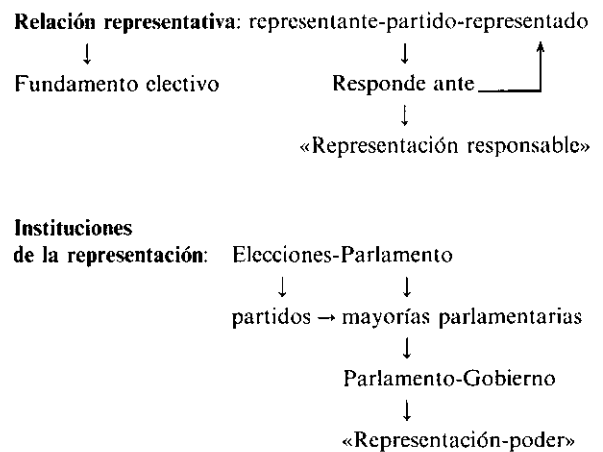 Relación representativa: representante-partido-representado
↓ ↓
Fundamento electivo Responde ante
↓
«Representación responsable»
Instituciones
de la representación: Elecciones-Parlamento
↓ ↓
partidos → mayorías parlamentarias
↓
Parlamento-Gobierno
↓
«Representación-poder»